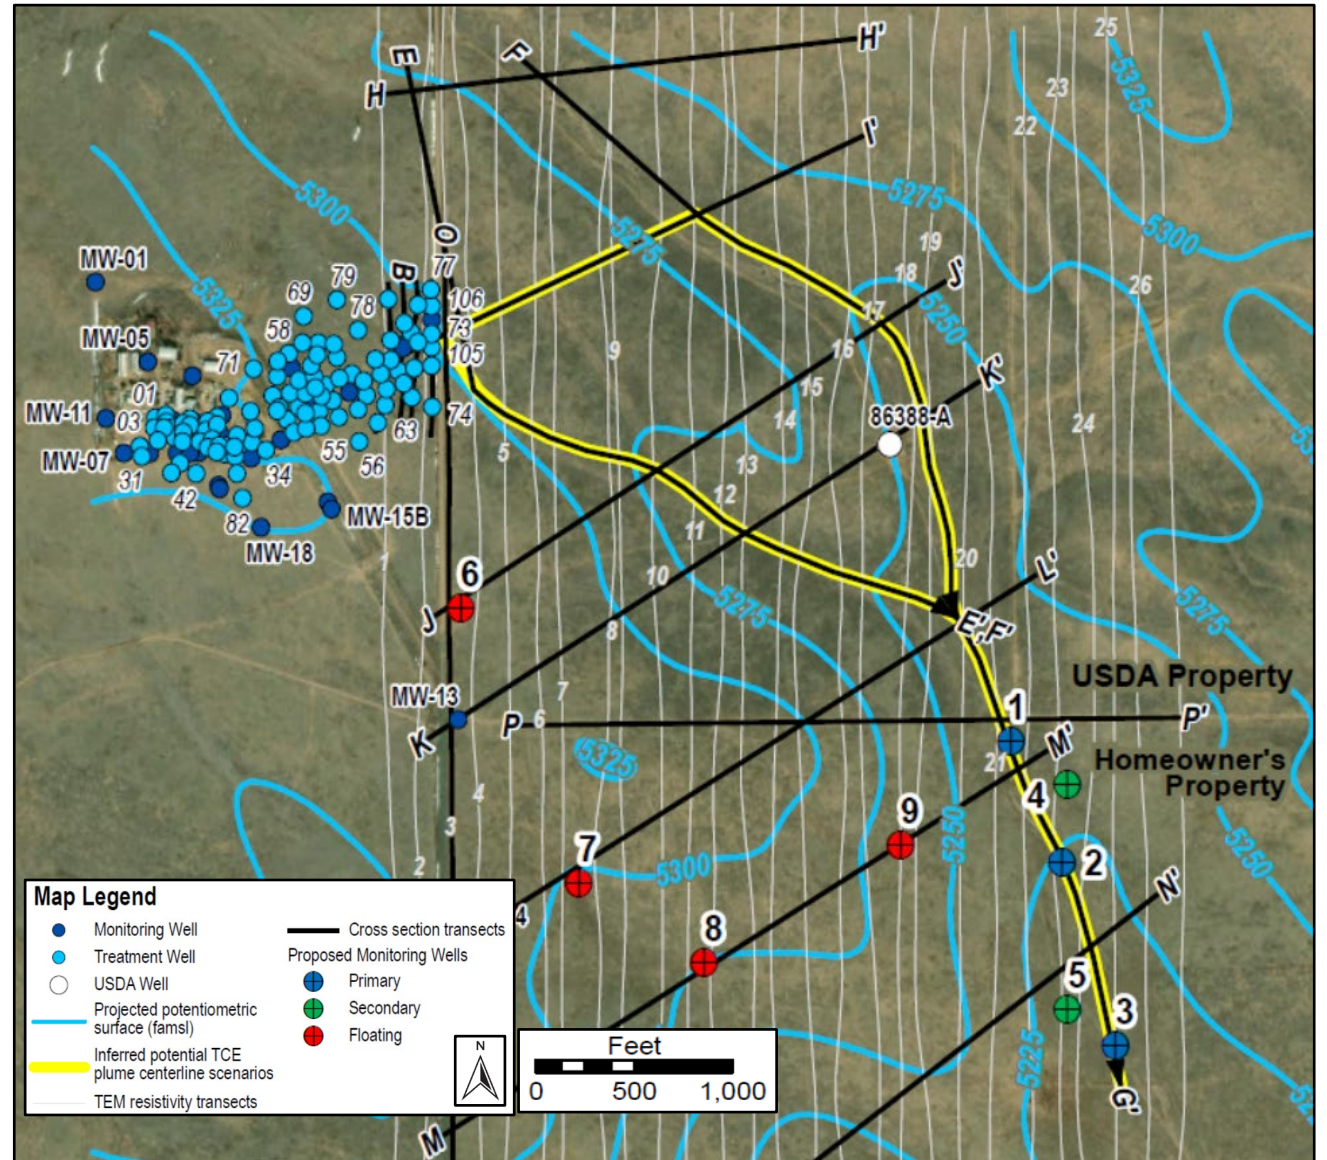 25
E
F
H'
H
5325
23
22
I'
5300
5275
5300
O
5275
19
J'
MW-01
77
B
79
78
18
26
69
106
5325
17
5250
58
73
MW-05
71
105
9
16
K'
15
01
86388-A
MW-11
03
74
14
24
63
55
5
MW-07
56
13
31
34
42
12
82
MW-15B
11
MW-18
1
20
L'
6
10
5275
5275
J
8
E',F'
USDA Property
MW-13
7
1
P
6
P'
K
M'
Homeowner's
Property
5325
21
4
4
9
3
5250
5250
7
2
2
5300
N'
4
8
5
3
5225
G'
M
Map Legend
Monitoring Well
Treatment Well
USDA Well
Projected potentiometric
surface (famsl)
Inferred potential TCE
plume centerline scenarios
TEM resistivity transects
Cross section transects
Proposed Monitoring Wells
Primary
Secondary
Floating
N
Feet
0 500 1,000